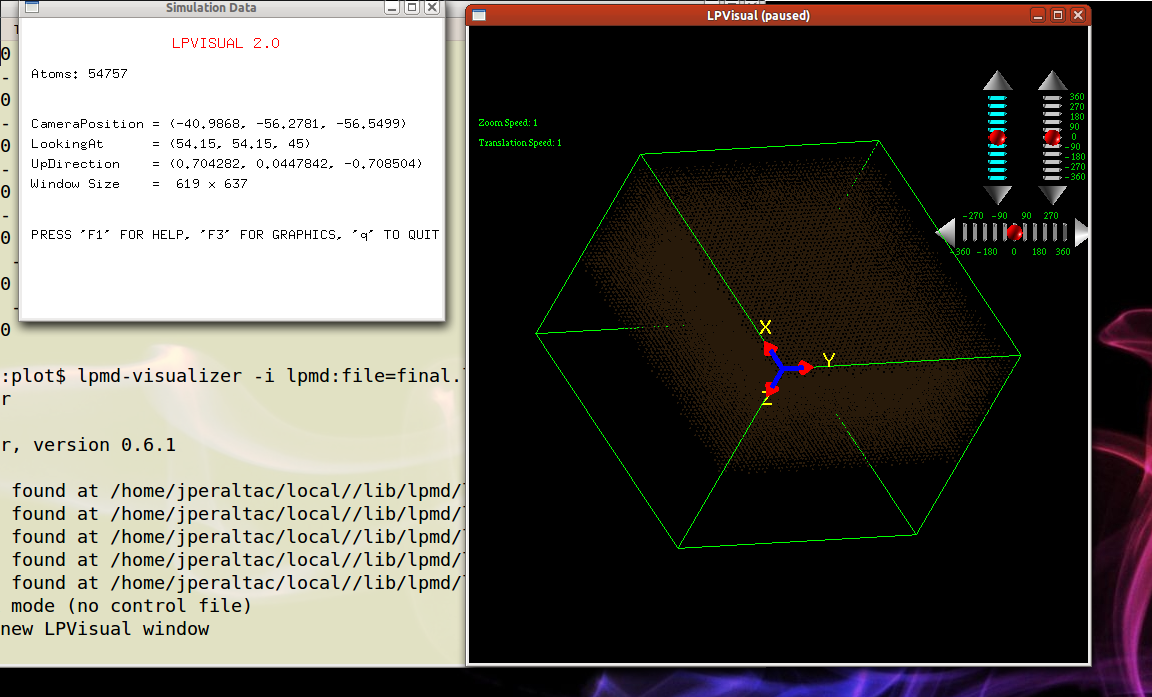 Simulation Data
LPVISUAL 2.0
Atoms: 54757
CameraPosition = (-40.9868, -56.2781, -56.5499)
LookingAt = (54.15, 54.15, 45)
UpDirection = (0.704282, 0.0447842, -0.708504)
Window Size = 619 x 637
PRESS 'F1' FOR HELP, 'F3' FOR GRAPHICS, 'q' TO QUIT
0
-
0
-
0
-
0
-
0
-
0
-
0
:plot$ lpmd-visualizer -i lpmd:file=final.
r
r, version 0.6.1
found at /home/jperaltac/local//lib/lpmd/
found at /home/jperaltac/local//lib/lpmd/
found at /home/jperaltac/local//lib/lpmd/
found at /home/jperaltac/local//lib/lpmd/
found at /home/jperaltac/local//lib/lpmd/
mode (no control file)
new LPVisual window
LPVisual (paused)
Zoom Speed: 1
Translation Speed: 1
360
270
180
90
0
-90
-180
-270
-360
-270 -90 90 270
-360 -180 0 180 360
X
Y
Z